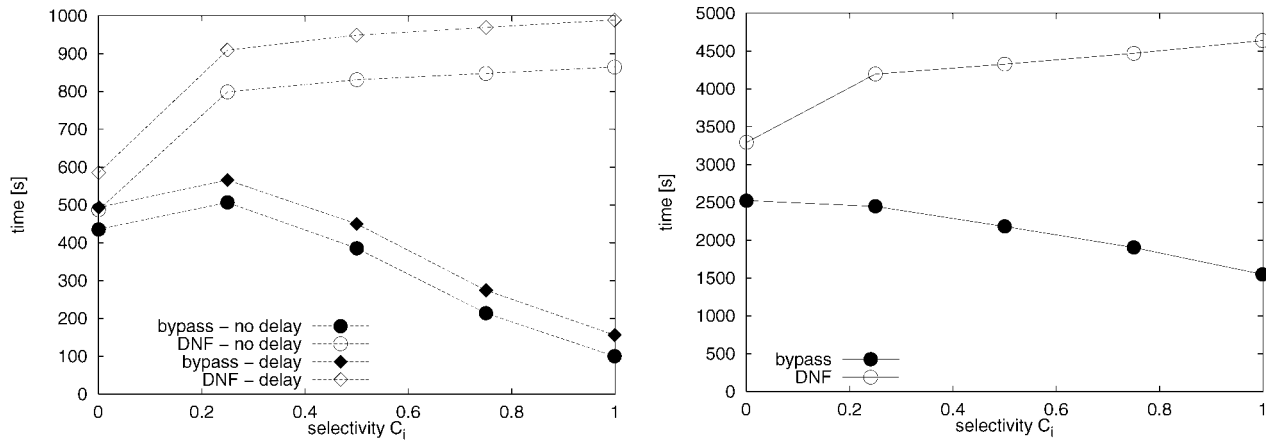 1000
900
800
700
600
500
400
300
200
100
0
time [s]
bypass – no delay
DNF – no delay
bypass – delay
DNF – delay
0 0.2 0.4 0.6 0.8 1
selectivity C_i
5000
4500
4000
3500
3000
2500
2000
1500
1000
500
0
time [s]
bypass
DNF
0 0.2 0.4 0.6 0.8 1
selectivity C_i